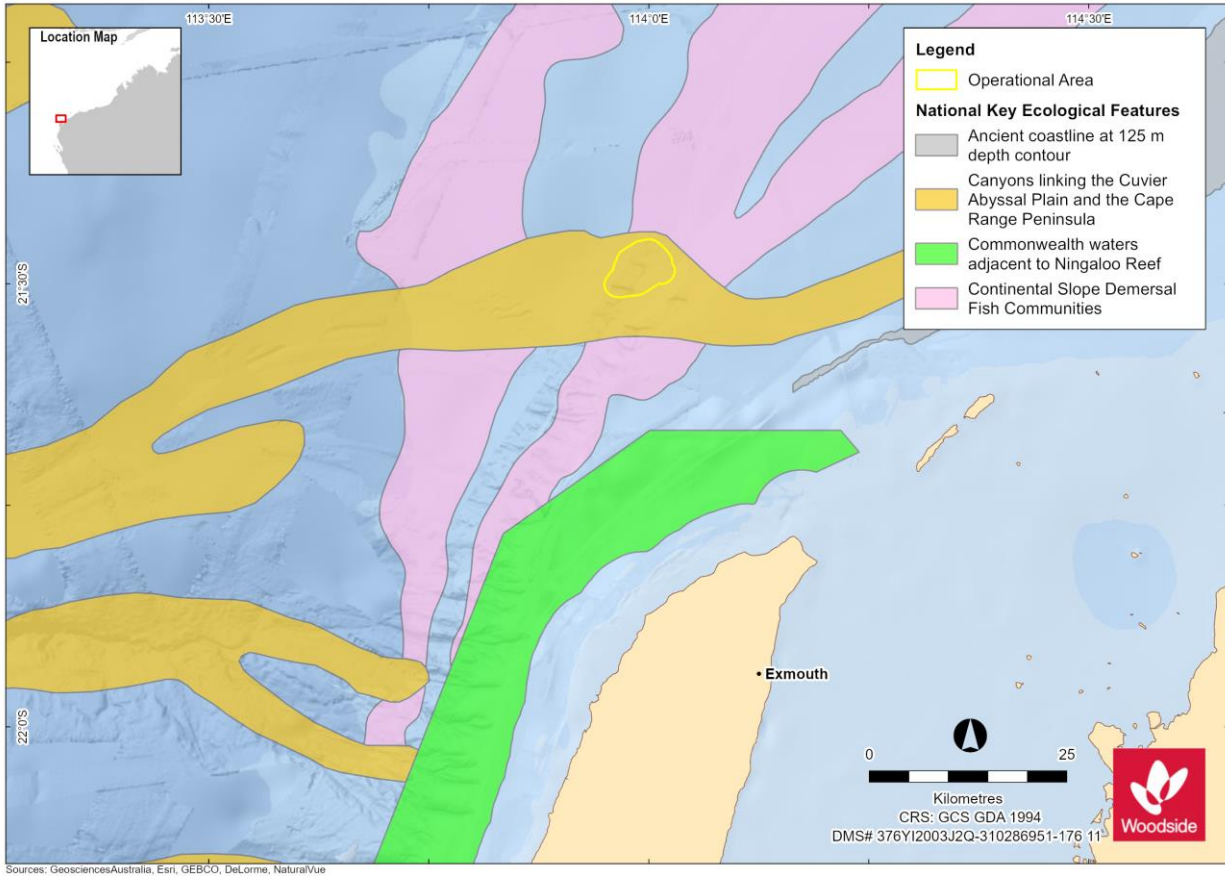 113°30'E
114°0'E
114°30'E
Location Map
Legend
Operational Area
National Key Ecological Features
Ancient coastline at 125 m
depth contour
Canyons linking the Cuvier
Abyssal Plain and the Cape
Range Peninsula
Commonwealth waters
adjacent to Ningaloo Reef
Continental Slope Demersal
Fish Communities
21°30'S
22°0'S
Exmouth
0 25
Kilometres
CRS: GCS GDA 1994
DMS# 376YI2003J2Q-310286951-176 11
Woodside
Sources: GeosciencesAustralia, Esri, GEBCO, DeLorme, NaturalVue